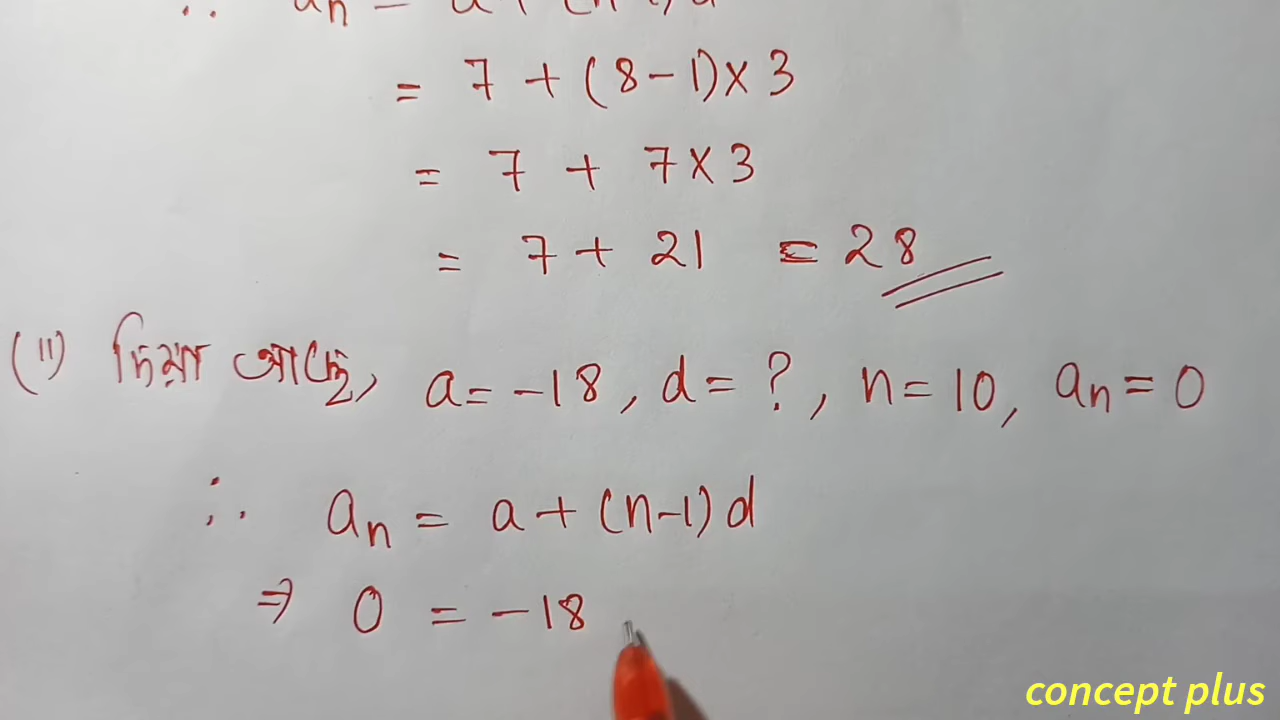 = 7 + (8-1)x 3
= 7 + 7x3
= 7 + 21 = 28
(ii) দিয়া আছে, a=-18, d=?, n=10, an=0
∴ an = a+(n-1)d
⇒ 0 = -18
concept plus